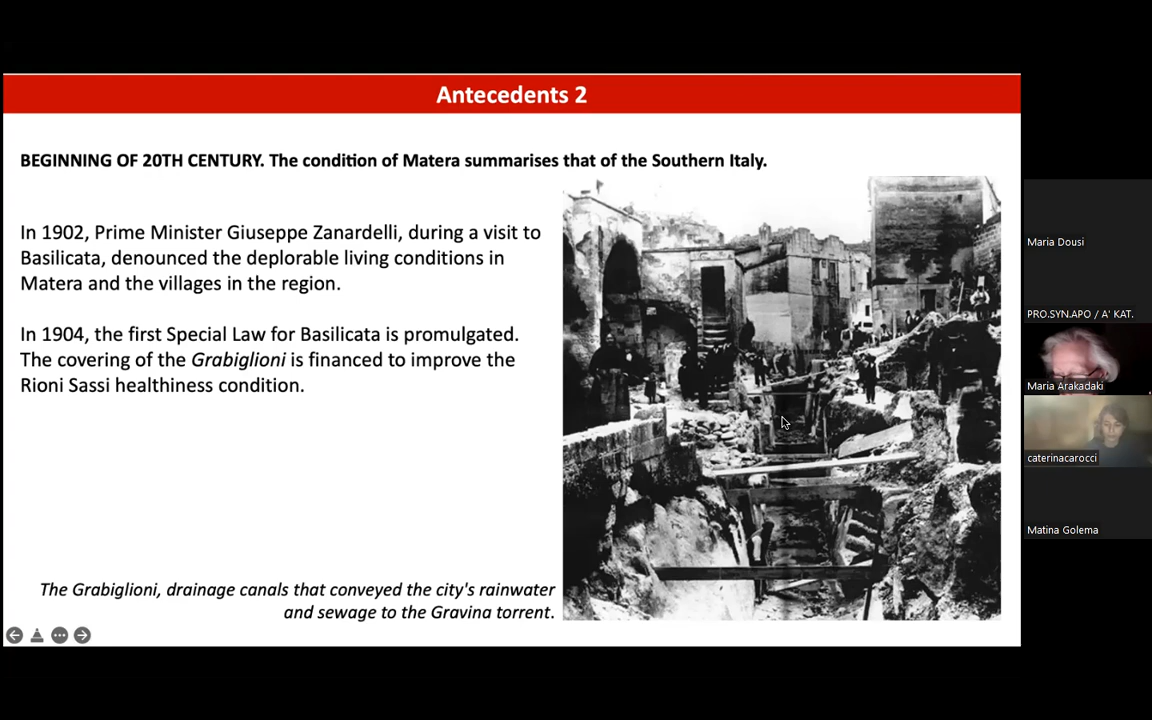 Antecedents 2
BEGINNING OF 20TH CENTURY. The condition of Matera summarises that of the Southern Italy.
In 1902, Prime Minister Giuseppe Zanardelli, during a visit to
Basilicata, denounced the deplorable living conditions in
Matera and the villages in the region.
In 1904, the first Special Law for Basilicata is promulgated.
The covering of the Grabiglioni is financed to improve the
Rioni Sassi healthiness condition.
The Grabiglioni, drainage canals that conveyed the city's rainwater
and sewage to the Gravina torrent.
Maria Dousi
PRO.SYN.APO / A' KAT.
Maria Arakadaki
caterinacarocci
Matina Golema